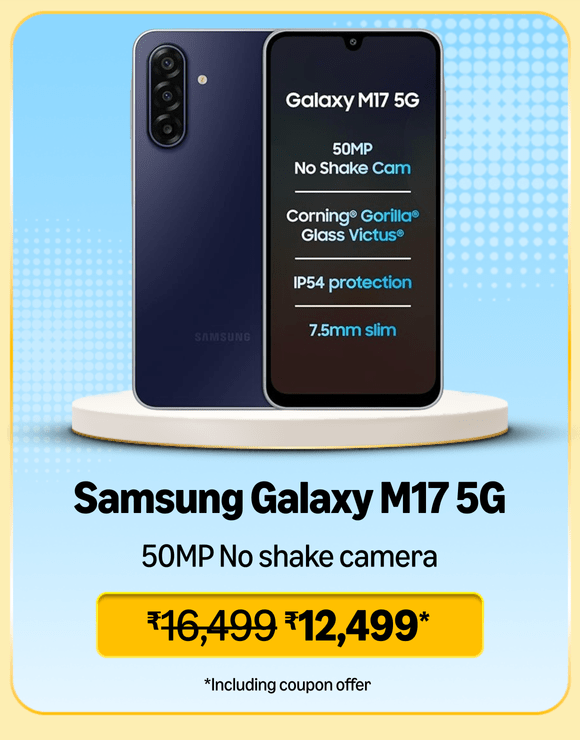 Galaxy M17 5G
50MP
No Shake Cam
Corning® Gorilla®
Glass Victus®
IP54 protection
7.5mm slim
SAMSUNG
Samsung Galaxy M17 5G
50MP No shake camera
₹16,499 ₹12,499*
*Including coupon offer